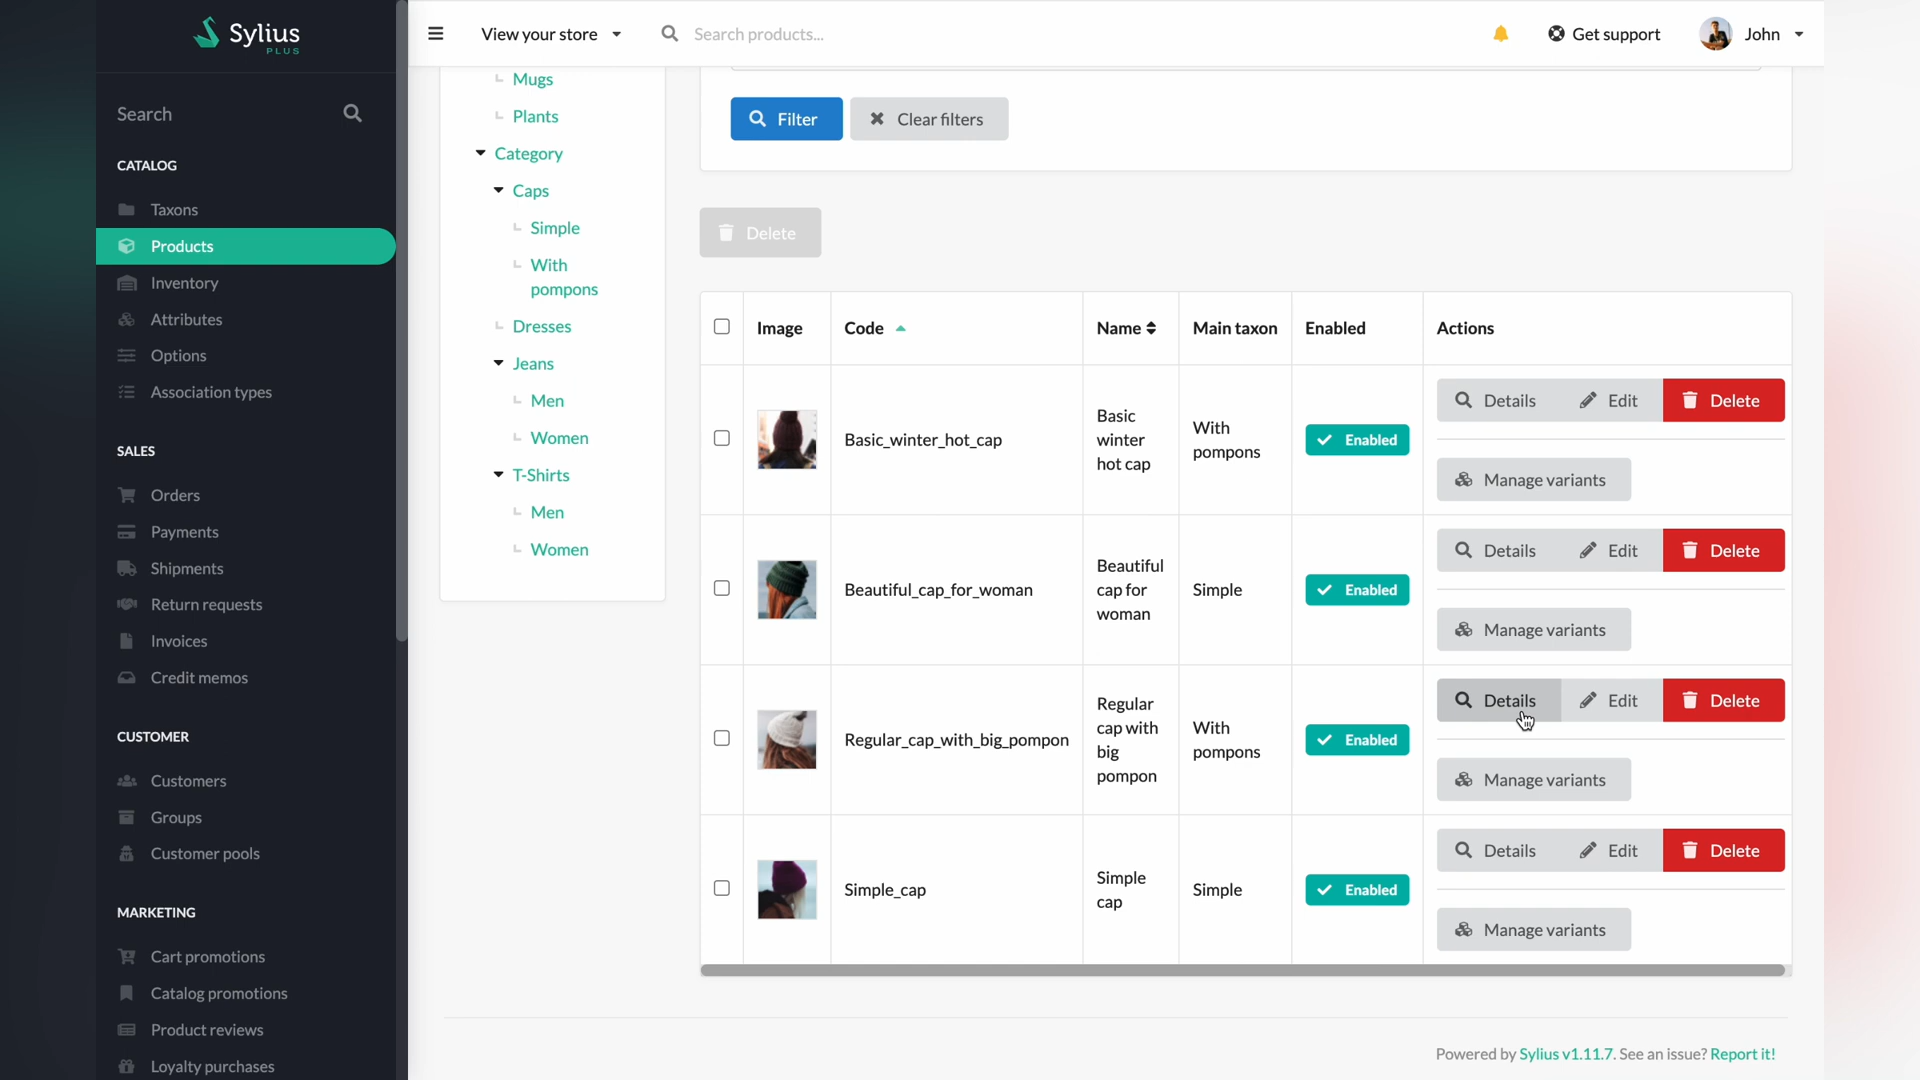 Sylius
PLUS
View your store
Search products...
Get support
John
Search
CATALOG
Taxons
Products
Inventory
Attributes
Options
Association types
SALES
Orders
Payments
Shipments
Return requests
Invoices
Credit memos
CUSTOMER
Customers
Groups
Customer pools
MARKETING
Cart promotions
Catalog promotions
Product reviews
Loyalty purchases
Mugs
Plants
Category
Caps
Simple
With
pompons
Dresses
Jeans
Men
Women
T-Shirts
Men
Women
Filter
Clear filters
Delete
Image Code Name Main taxon Enabled Actions
Basic_winter_hot_cap
Basic
winter
hot cap
With
pompons
Enabled
Details Edit Delete
Manage variants
Beautiful_cap_for_woman
Beautiful
cap for
woman
Simple
Enabled
Details Edit Delete
Manage variants
Regular_cap_with_big_pompon
Regular
cap with
big
pompon
With
pompons
Enabled
Details Edit Delete
Manage variants
Simple_cap
Simple
cap
Simple
Enabled
Details Edit Delete
Manage variants
Powered by Sylius v1.11.7. See an issue? Report it!